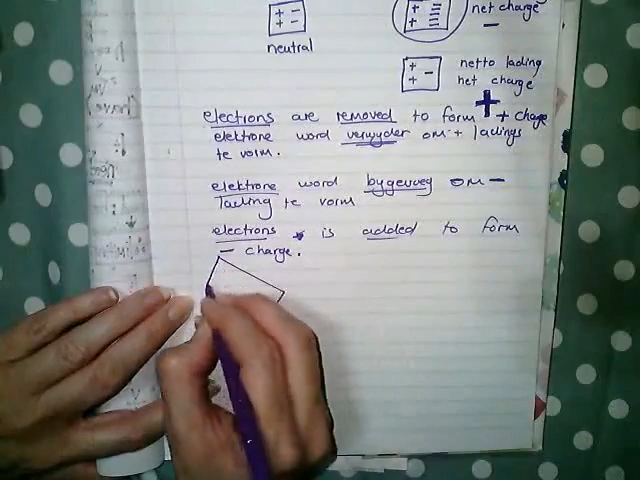 net charge
−
neutral
+ −
+
netto lading
net charge
electrons are removed to form + + charge
elektrone word verwyder om + ladings
te vorm.
elektrone word bygevoeg om −
lading te vorm
electrons is added to form
− charge.